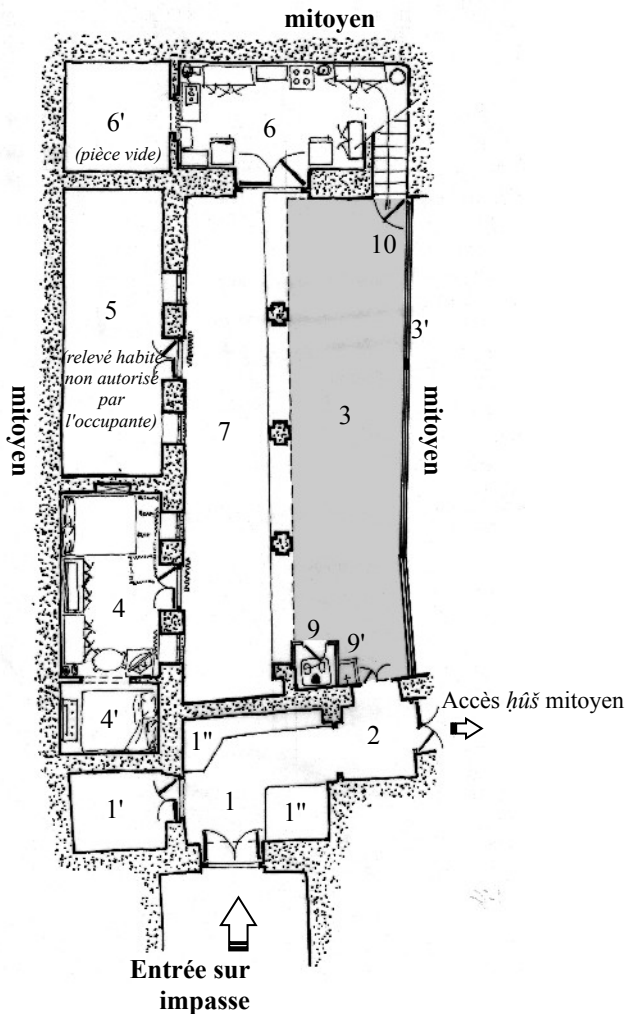 mitoyen
6'
(pièce vide)
6
10
5
3'
(relevé habité
non autorisé
par
l'occupante)
mitoyen
7
3
mitoyen
4
9
9'
4'
Accès hûš mitoyen
1"
2
1'
1
1"
Entrée sur
impasse